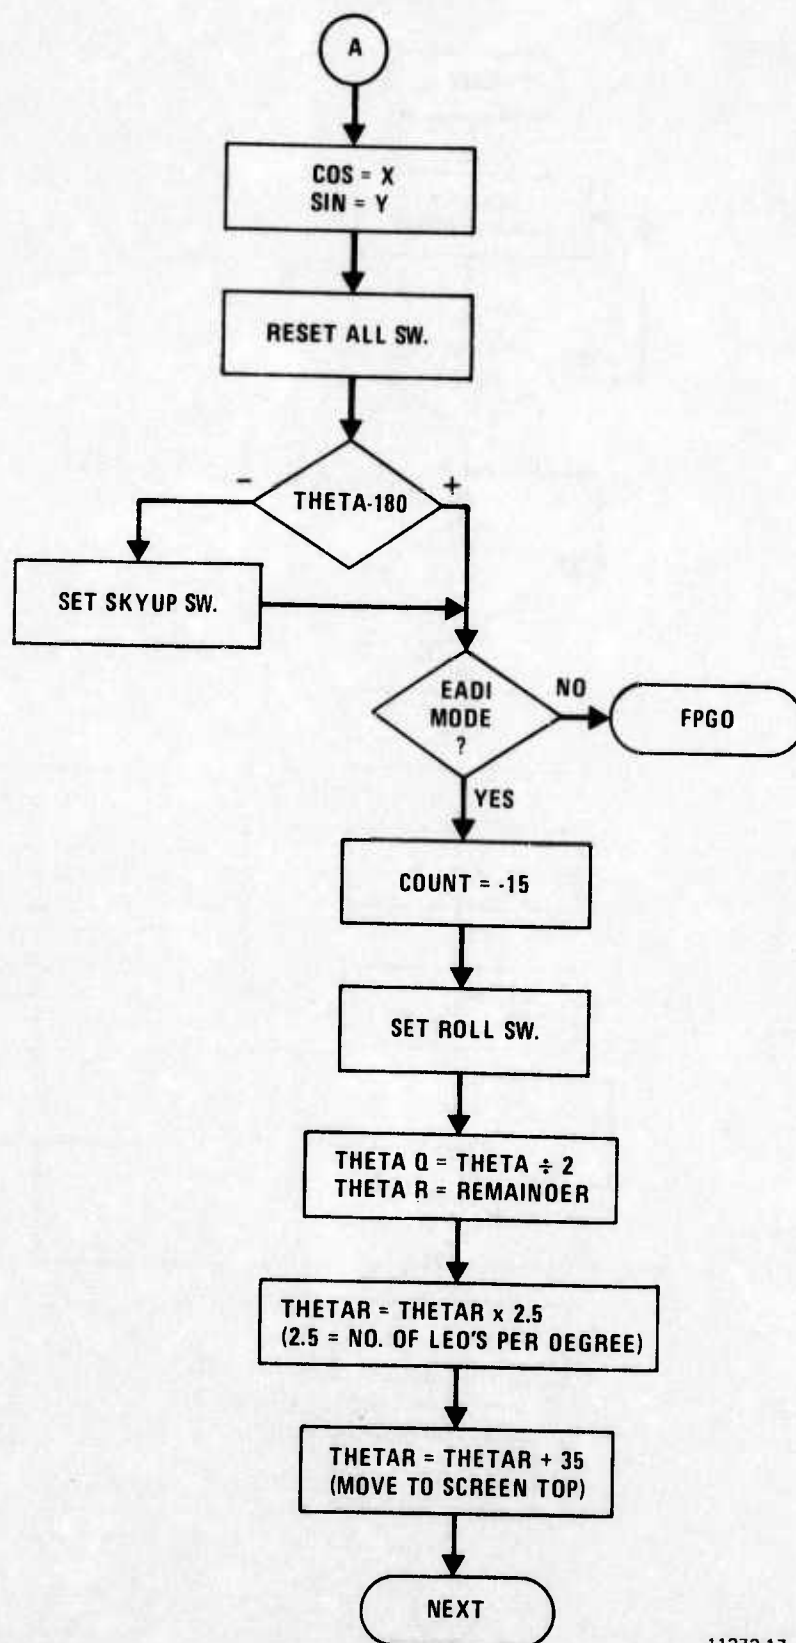 A
COS = X
SIN = Y
RESET ALL SW.
THETA-180
-
+
SET SKYUP SW.
EADI
MODE
?
NO
FPGO
YES
COUNT = -15
SET ROLL SW.
THETA Q = THETA ÷ 2
THETA R = REMAINOER
THETAR = THETAR x 2.5
(2.5 = NO. OF LEO'S PER OEGREE)
THETAR = THETAR + 35
(MOVE TO SCREEN TOP)
NEXT